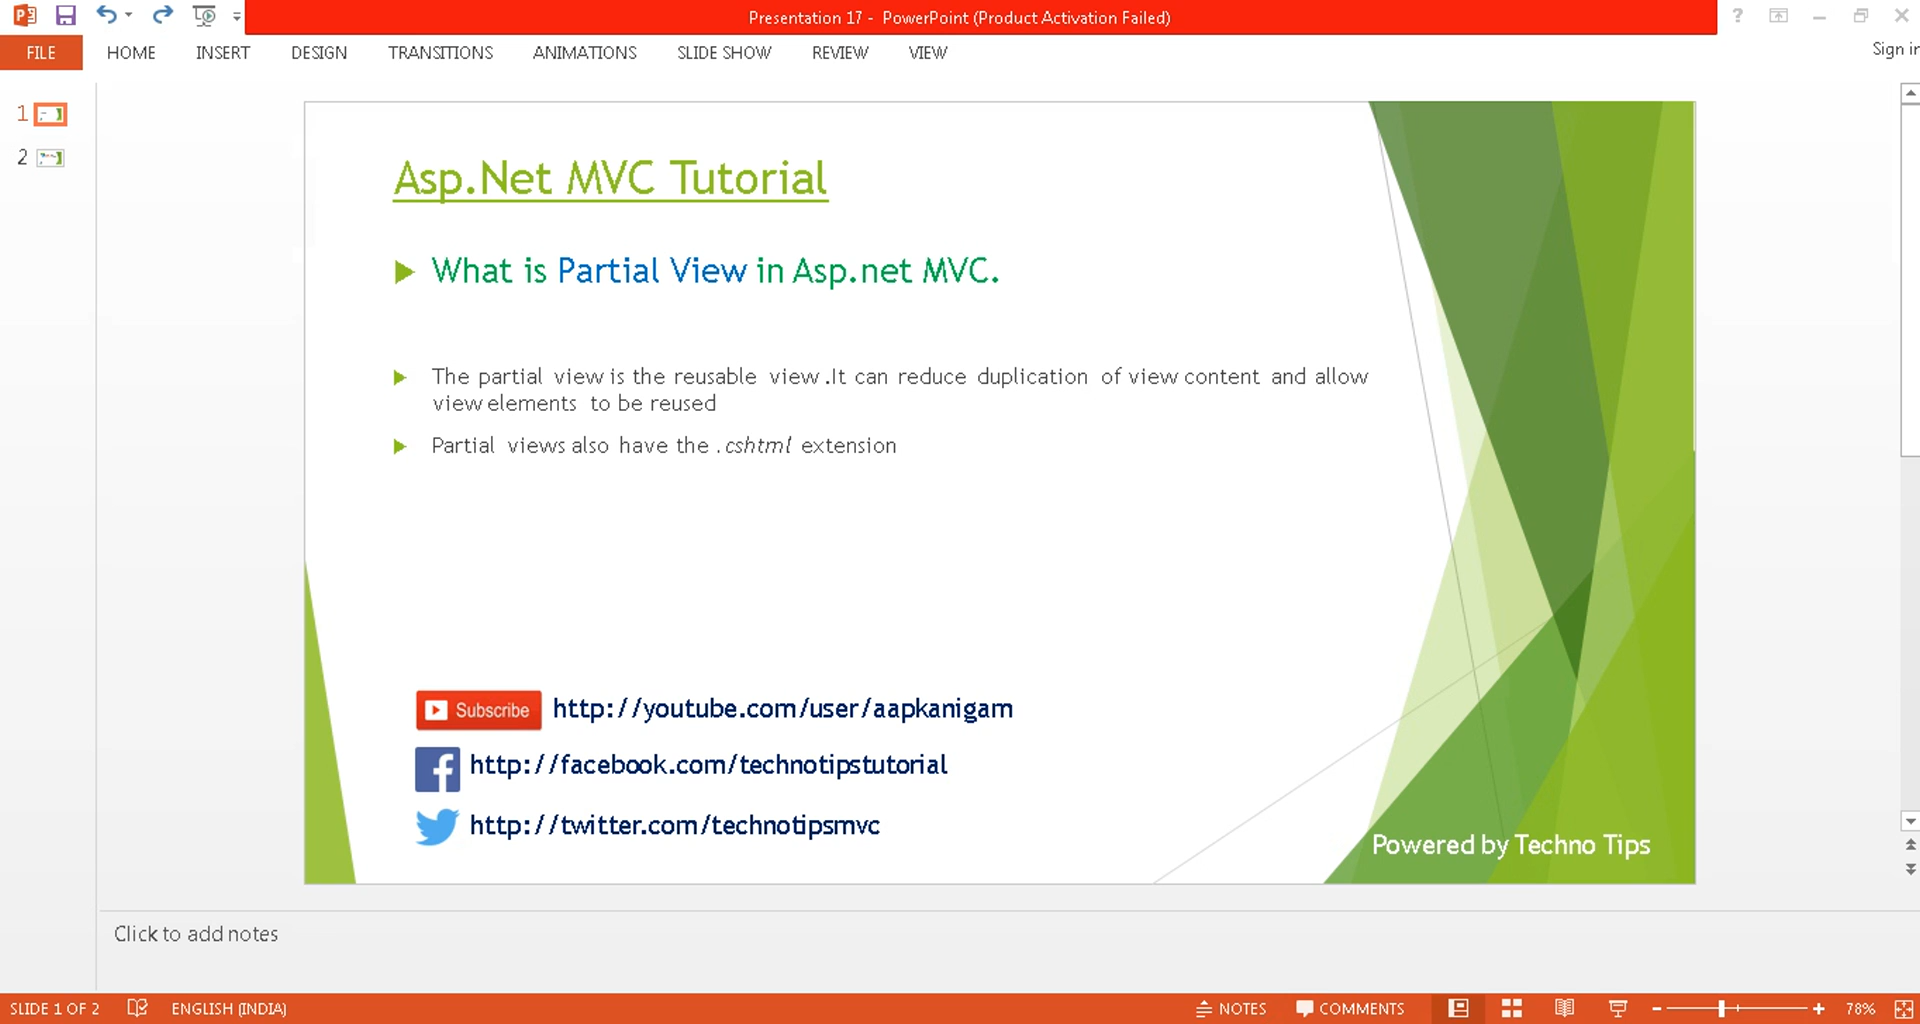 Presentation 17 - PowerPoint (Product Activation Failed)
FILE HOME INSERT DESIGN TRANSITIONS ANIMATIONS SLIDE SHOW REVIEW VIEW Sign in
1
2
Asp.Net MVC Tutorial
What is Partial View in Asp.net MVC.
The partial view is the reusable view .It can reduce duplication of view content and allow
view elements to be reused
Partial views also have the .cshtml extension
Subscribe http://youtube.com/user/aapkanigam
http://facebook.com/technotipstutorial
http://twitter.com/technotipsmvc
Powered by Techno Tips
Click to add notes
SLIDE 1 OF 2 ENGLISH (INDIA) NOTES COMMENTS 78%